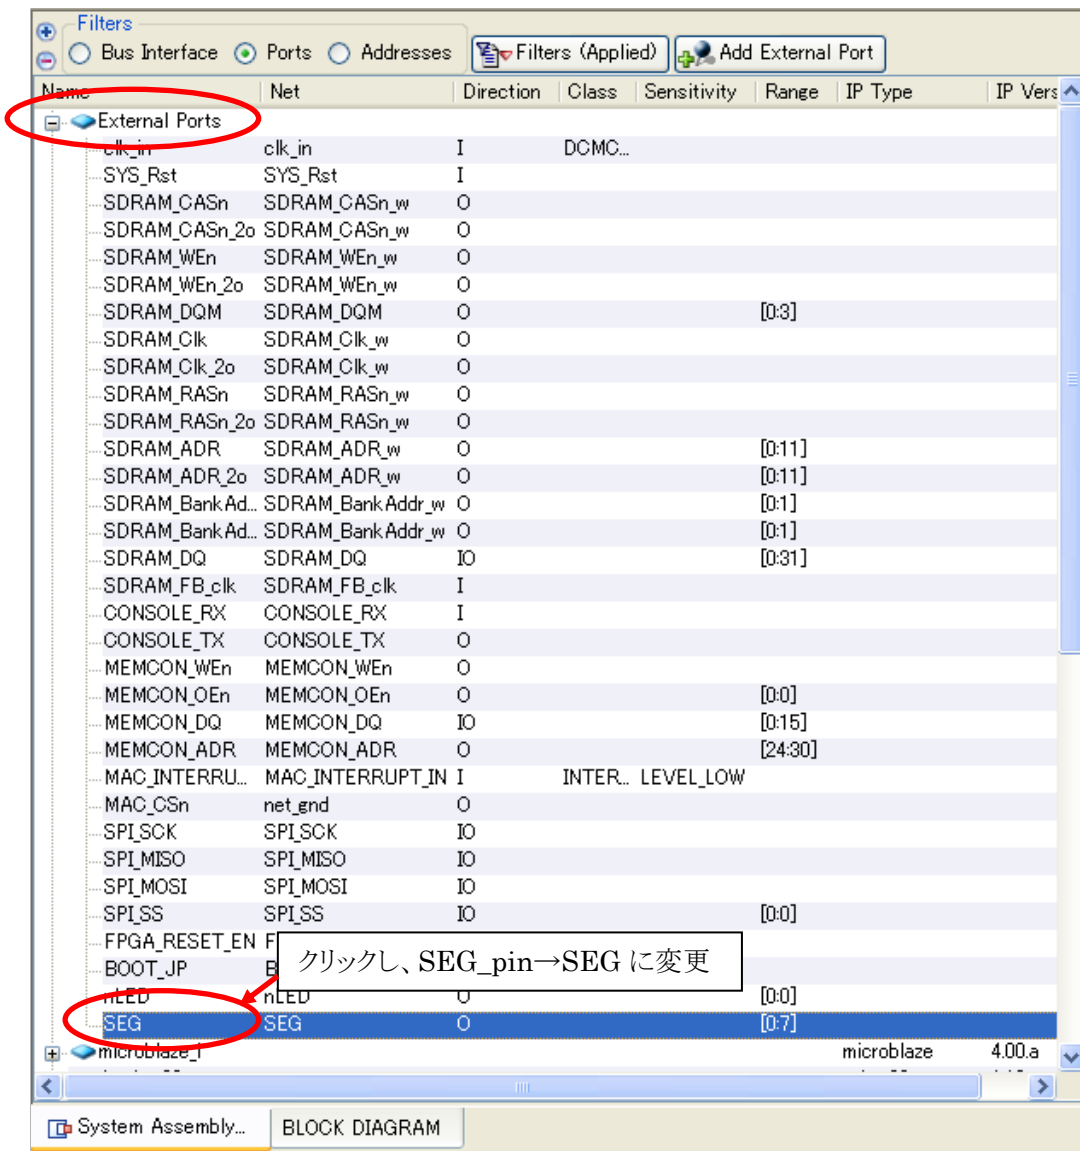 Filters
Bus Interface Ports Addresses Filters (Applied) Add External Port
Name Net Direction Class Sensitivity Range IP Type IP Vers
External Ports
clk_in clk_in I DCMC...
SYS_Rst SYS_Rst I
SDRAM_CASn SDRAM_CASn_w O
SDRAM_CASn_2o SDRAM_CASn_w O
SDRAM_WEn SDRAM_WEn_w O
SDRAM_WEn_2o SDRAM_WEn_w O
SDRAM_DQM SDRAM_DQM O [0:3]
SDRAM_Clk SDRAM_Clk_w O
SDRAM_Clk_2o SDRAM_Clk_w O
SDRAM_RASn SDRAM_RASn_w O
SDRAM_RASn_2o SDRAM_RASn_w O
SDRAM_ADR SDRAM_ADR_w O [0:11]
SDRAM_ADR_2o SDRAM_ADR_w O [0:11]
SDRAM_BankAd... SDRAM_BankAddr_w O [0:1]
SDRAM_BankAd... SDRAM_BankAddr_w O [0:1]
SDRAM_DQ SDRAM_DQ IO [0:31]
SDRAM_FB_clk SDRAM_FB_clk I
CONSOLE_RX CONSOLE_RX I
CONSOLE_TX CONSOLE_TX O
MEMCON_WEn MEMCON_WEn O
MEMCON_OEn MEMCON_OEn O [0:0]
MEMCON_DQ MEMCON_DQ IO [0:15]
MEMCON_ADR MEMCON_ADR O [24:30]
MAC_INTERRU... MAC_INTERRUPT_IN I INTER... LEVEL_LOW
MAC_CSn net_gnd O
SPI_SCK SPI_SCK IO
SPI_MISO SPI_MISO IO
SPI_MOSI SPI_MOSI IO
SPI_SS SPI_SS IO [0:0]
FPGA_RESET_EN F
クリックし、SEG_pin→SEG に変更
BOOT_JP B
nLED nLED O [0:0]
SEG SEG O [0:7]
microblaze_i microblaze 4.00.a
System Assembly... BLOCK DIAGRAM